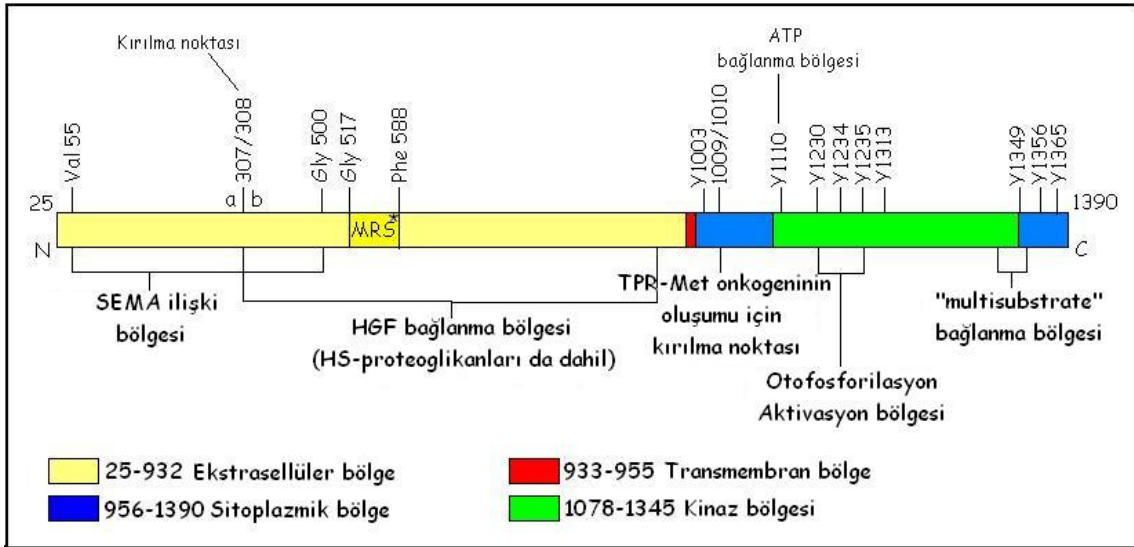 Kırılma noktası
ATP
bağlanma bölgesi
Val 55
307/308
Gly 500
Gly 517
Phe 588
Y1003
1009/1010
Y1110
Y1230
Y1234
Y1235
Y1313
Y1349
Y1356
Y1365
25
a b
1390
MRS*
N
C
SEMA ilişki
bölgesi
HGF bağlanma bölgesi
(HS-proteoglikanları da dahil)
TPR-Met onkogeninin
oluşumu için
kırılma noktası
"multisubstrate"
bağlanma bölgesi
Otofosforilasyon
Aktivasyon bölgesi
25-932 Ekstrasellüler bölge
933-955 Transmembran bölge
956-1390 Sitoplazmik bölge
1078-1345 Kinaz bölgesi